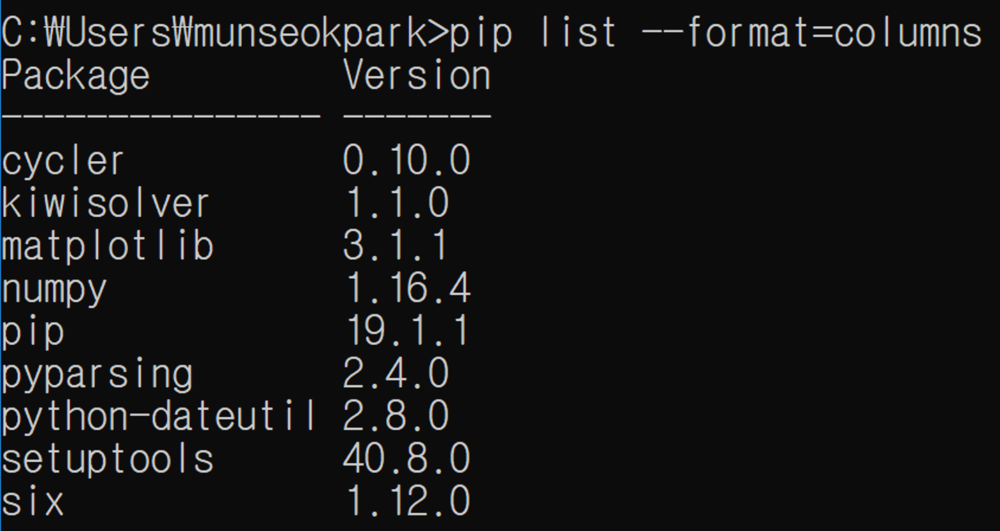 C:₩Users₩munseokpark>pip list --format=columns
Package         Version
--------------- -------
cycler          0.10.0
kiwisolver      1.1.0
matplotlib      3.1.1
numpy           1.16.4
pip             19.1.1
pyparsing       2.4.0
python-dateutil 2.8.0
setuptools      40.8.0
six             1.12.0